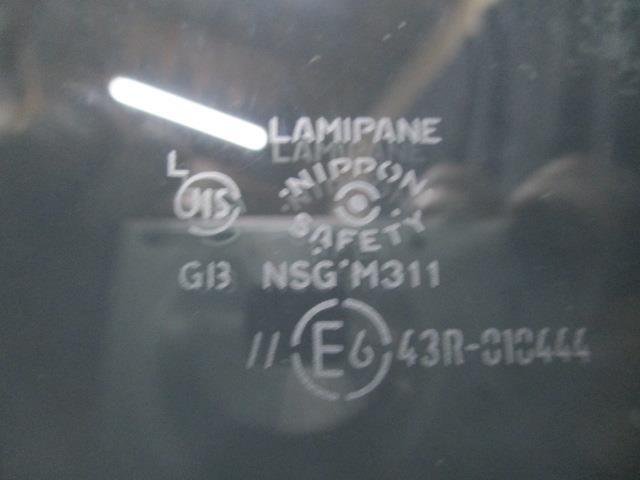 LAMIPANE
L
JIS
NIPPON
SAFETY
G13 NSG M311
// E6 43R-010444